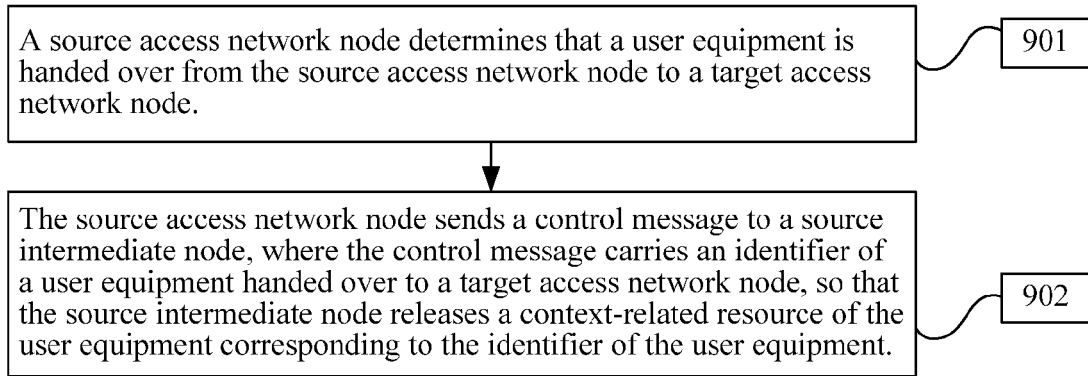 A source access network node determines that a user equipment is
handed over from the source access network node to a target access
network node.
901
The source access network node sends a control message to a source
intermediate node, where the control message carries an identifier of
a user equipment handed over to a target access network node, so that
the source intermediate node releases a context-related resource of the
user equipment corresponding to the identifier of the user equipment.
902